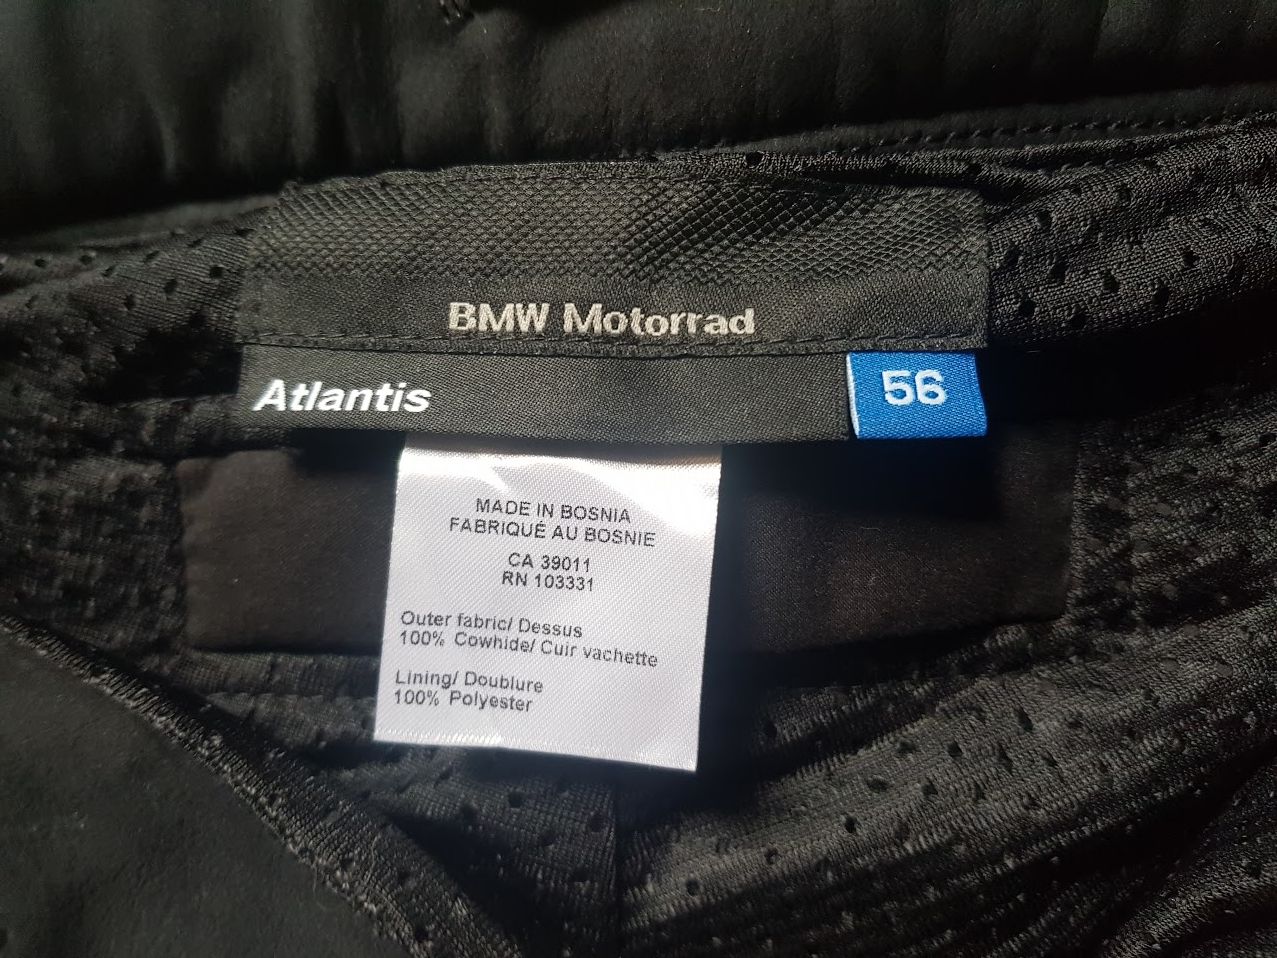 BMW Motorrad
Atlantis
56
MADE IN BOSNIA
FABRIQUÉ AU BOSNIE
CA 39011
RN 103331
Outer fabric/ Dessus
100% Cowhide/ Cuir vachette
Lining/ Doublure
100% Polyester